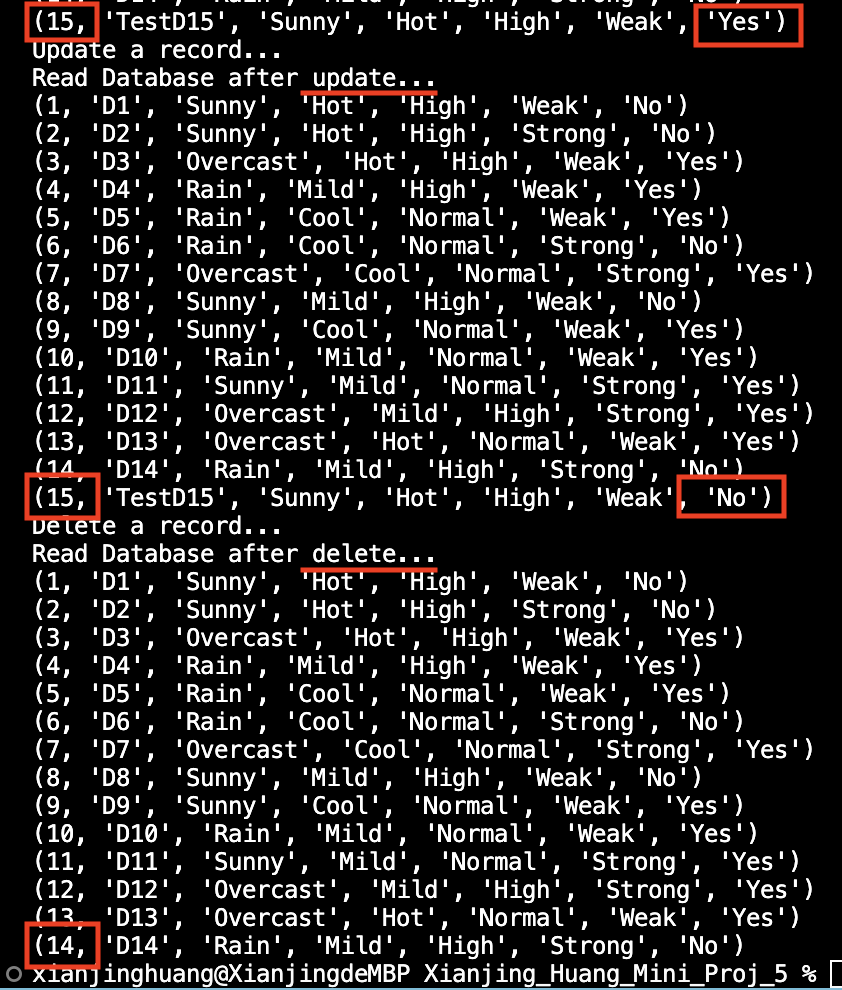 (15, 'TestD15', 'Sunny', 'Hot', 'High', 'Weak', 'Yes')
Update a record...
Read Database after update...
(1, 'D1', 'Sunny', 'Hot', 'High', 'Weak', 'No')
(2, 'D2', 'Sunny', 'Hot', 'High', 'Strong', 'No')
(3, 'D3', 'Overcast', 'Hot', 'High', 'Weak', 'Yes')
(4, 'D4', 'Rain', 'Mild', 'High', 'Weak', 'Yes')
(5, 'D5', 'Rain', 'Cool', 'Normal', 'Weak', 'Yes')
(6, 'D6', 'Rain', 'Cool', 'Normal', 'Strong', 'No')
(7, 'D7', 'Overcast', 'Cool', 'Normal', 'Strong', 'Yes')
(8, 'D8', 'Sunny', 'Mild', 'High', 'Weak', 'No')
(9, 'D9', 'Sunny', 'Cool', 'Normal', 'Weak', 'Yes')
(10, 'D10', 'Rain', 'Mild', 'Normal', 'Weak', 'Yes')
(11, 'D11', 'Sunny', 'Mild', 'Normal', 'Strong', 'Yes')
(12, 'D12', 'Overcast', 'Mild', 'High', 'Strong', 'Yes')
(13, 'D13', 'Overcast', 'Hot', 'Normal', 'Weak', 'Yes')
(14, 'D14', 'Rain', 'Mild', 'High', 'Strong', 'No')
(15, 'TestD15', 'Sunny', 'Hot', 'High', 'Weak', 'No')
Delete a record...
Read Database after delete...
(1, 'D1', 'Sunny', 'Hot', 'High', 'Weak', 'No')
(2, 'D2', 'Sunny', 'Hot', 'High', 'Strong', 'No')
(3, 'D3', 'Overcast', 'Hot', 'High', 'Weak', 'Yes')
(4, 'D4', 'Rain', 'Mild', 'High', 'Weak', 'Yes')
(5, 'D5', 'Rain', 'Cool', 'Normal', 'Weak', 'Yes')
(6, 'D6', 'Rain', 'Cool', 'Normal', 'Strong', 'No')
(7, 'D7', 'Overcast', 'Cool', 'Normal', 'Strong', 'Yes')
(8, 'D8', 'Sunny', 'Mild', 'High', 'Weak', 'No')
(9, 'D9', 'Sunny', 'Cool', 'Normal', 'Weak', 'Yes')
(10, 'D10', 'Rain', 'Mild', 'Normal', 'Weak', 'Yes')
(11, 'D11', 'Sunny', 'Mild', 'Normal', 'Strong', 'Yes')
(12, 'D12', 'Overcast', 'Mild', 'High', 'Strong', 'Yes')
(13, 'D13', 'Overcast', 'Hot', 'Normal', 'Weak', 'Yes')
(14, 'D14', 'Rain', 'Mild', 'High', 'Strong', 'No')
xianjinghuang@XianjingdeMBP Xianjing_Huang_Mini_Proj_5 %